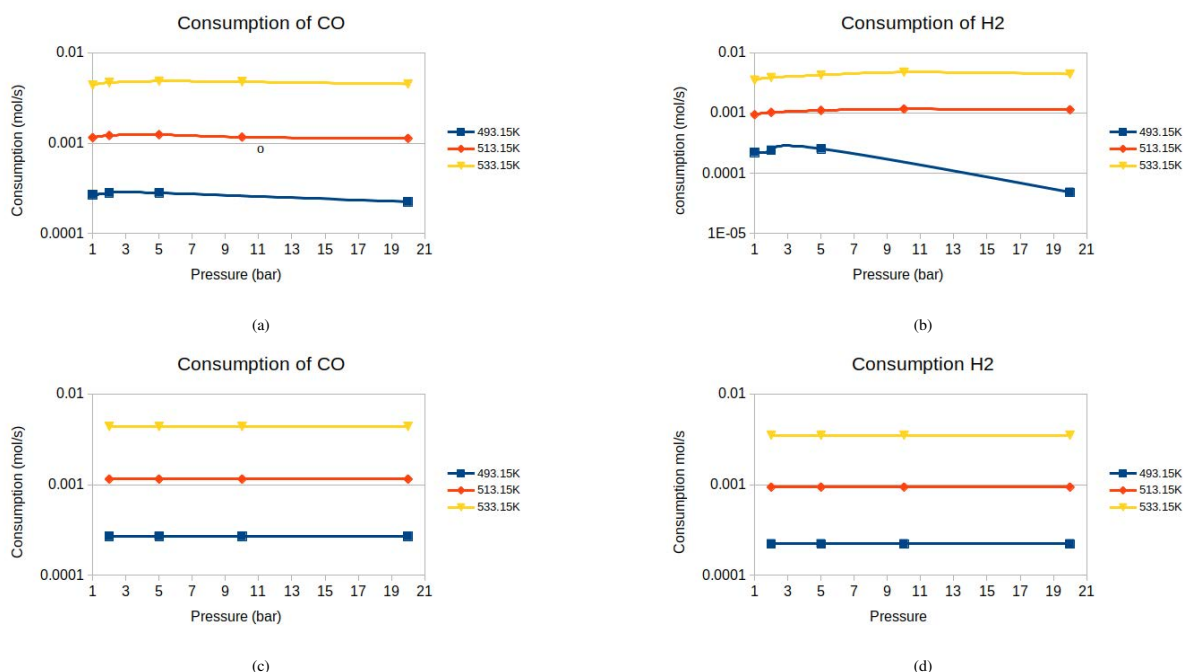 Consumption of CO
Consumption (mol/s)
0.01
0.001
0.0001
o
1 3 5 7 9 11 13 15 17 19 21
Pressure (bar)
493.15K
513.15K
533.15K
(a)
Consumption of H2
consumption (mol/s)
0.01
0.001
0.0001
1E-05
1 3 5 7 9 11 13 15 17 19 21
Pressure (bar)
493.15K
513.15K
533.15K
(b)
Consumption of CO
Consumption (mol/s)
0.01
0.001
0.0001
1 3 5 7 9 11 13 15 17 19 21
Pressure (bar)
493.15K
513.15K
533.15K
(c)
Consumption H2
Consumption mol/s
0.01
0.001
0.0001
1 3 5 7 9 11 13 15 17 19 21
Pressure
493.15K
513.15K
533.15K
(d)